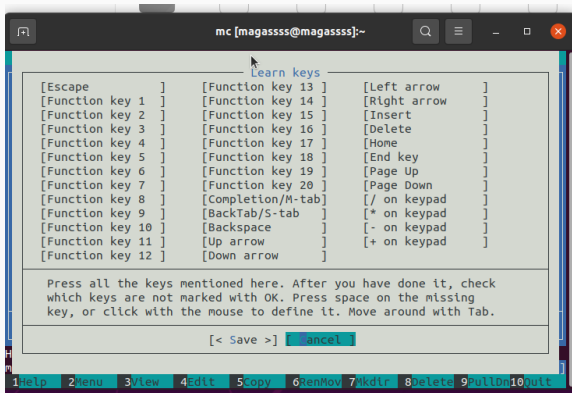 mc [magassss@magassss]:~
Learn keys
[Escape ] [Function key 13 ] [Left arrow ]
[Function key 1 ] [Function key 14 ] [Right arrow ]
[Function key 2 ] [Function key 15 ] [Insert ]
[Function key 3 ] [Function key 16 ] [Delete ]
[Function key 4 ] [Function key 17 ] [Home ]
[Function key 5 ] [Function key 18 ] [End key ]
[Function key 6 ] [Function key 19 ] [Page Up ]
[Function key 7 ] [Function key 20 ] [Page Down ]
[Function key 8 ] [Completion/M-tab] [/ on keypad ]
[Function key 9 ] [BackTab/S-tab ] [* on keypad ]
[Function key 10 ] [Backspace ] [- on keypad ]
[Function key 11 ] [Up arrow ] [+ on keypad ]
[Function key 12 ] [Down arrow ]
Press all the keys mentioned here. After you have done it, check
which keys are not marked with OK. Press space on the missing
key, or click with the mouse to define it. Move around with Tab.
[< Save >] [ Cancel ]
H
m ]
1Help 2Menu 3View 4Edit 5Copy 6RenMov 7Mkdir 8Delete 9PullDn 10Quit